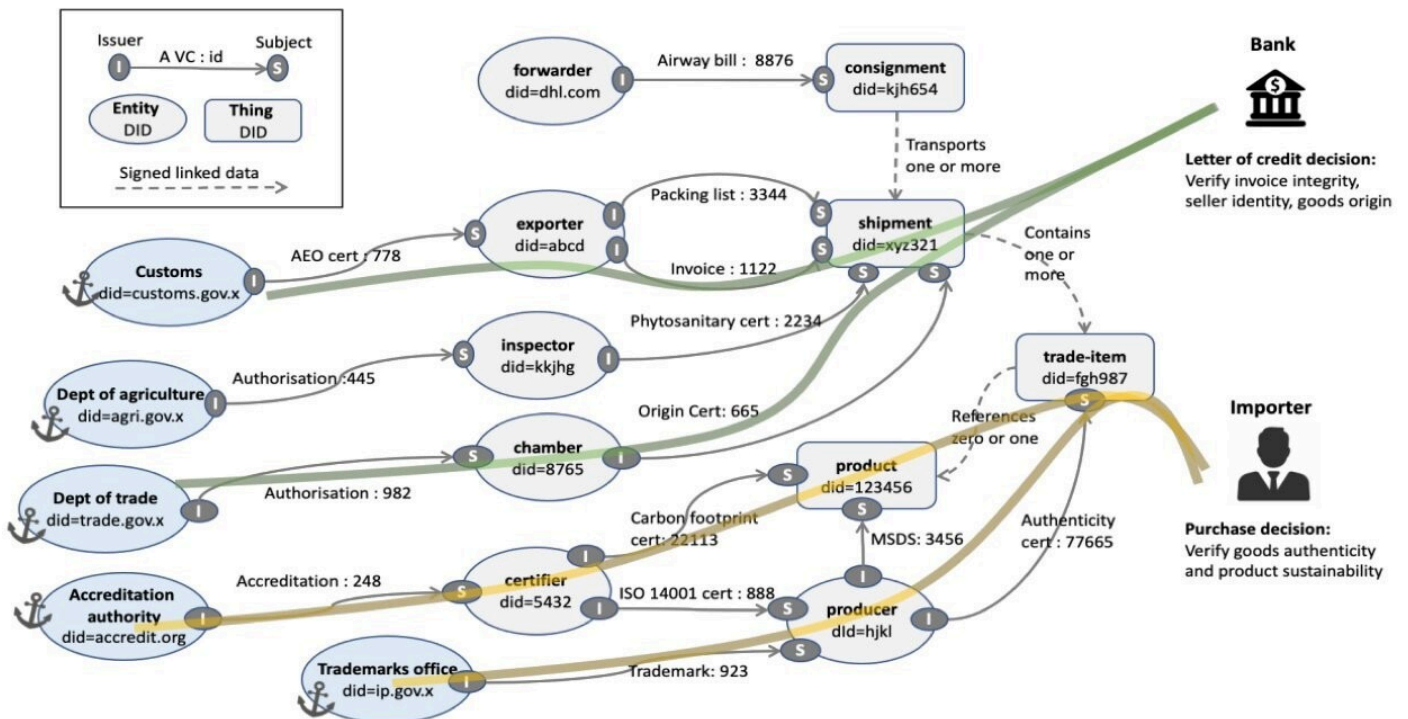 Issuer
Subject
A VC : id
I
S
Entity
DID
Thing
DID
Signed linked data
forwarder
did=dhl.com
I
Airway bill : 8876
S
consignment
did=kjh654
Transports
one or more
Bank
$
Letter of credit decision:
Verify invoice integrity,
seller identity, goods origin
Customs
did=customs.gov.x
I
AEO cert : 778
S
exporter
did=abcd
I
I
Packing list : 3344
Invoice : 1122
S
S
shipment
did=xyz321
S
S
Contains
one or
more
Dept of agriculture
did=agri.gov.x
I
Authorisation :445
S
inspector
did=kkjhg
I
Phytosanitary cert : 2234
trade-item
did=fgh987
S
References
zero or one
Importer
Purchase decision:
Verify goods authenticity
and product sustainability
Dept of trade
did=trade.gov.x
I
Authorisation : 982
S
chamber
did=8765
I
Origin Cert: 665
S
product
did=123456
S
Accreditation
authority
did=accredit.org
I
Accreditation : 248
S
certifier
did=5432
I
I
Carbon footprint
cert: 22113
ISO 14001 cert : 888
MSDS: 3456
I
S
producer
dId=hjkl
S
I
Authenticity
cert : 77665
Trademarks office
did=ip.gov.x
I
Trademark: 923